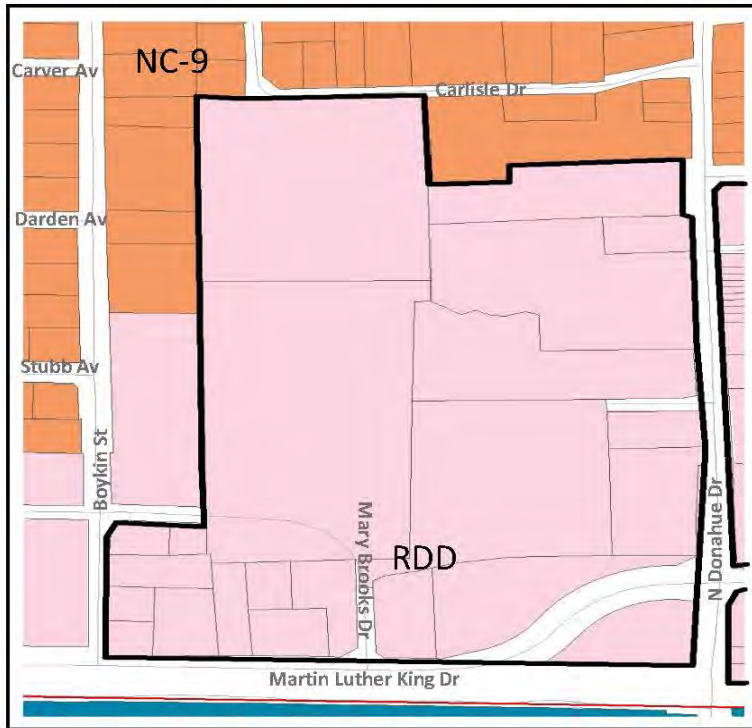 NC-9
Carver Av
Carlisle Dr
Darden Av
Stubb Av
Boykin St
Mary Brooks Dr
RDD
N Donahue Dr
Martin Luther King Dr